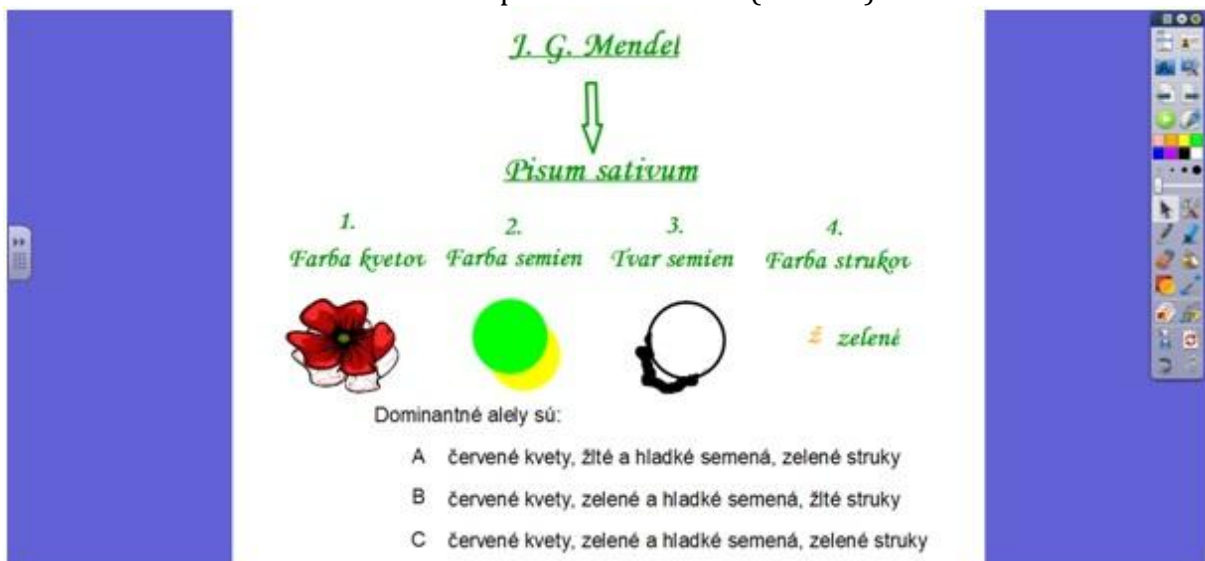 J. G. Mendel
Pisum sativum
1. 2. 3. 4.
Farba kvetov Farba semien Tvar semien Farba strukov
ž zelené
Dominantné alely sú:
A červené kvety, žlté a hladké semená, zelené struky
B červené kvety, zelené a hladké semená, žlté struky
C červené kvety, zelené a hladké semená, zelené struky